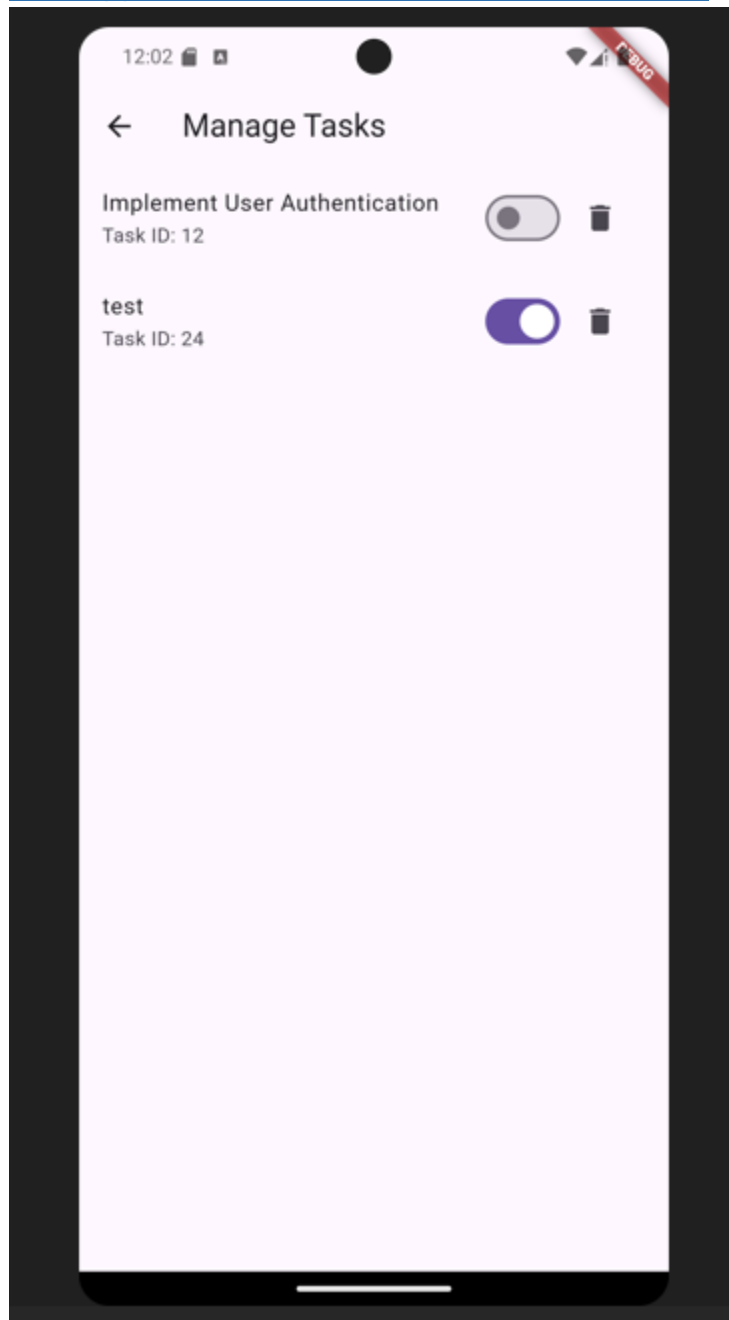 12:02
DEBUG
Manage Tasks
Implement User Authentication
Task ID: 12
test
Task ID: 24